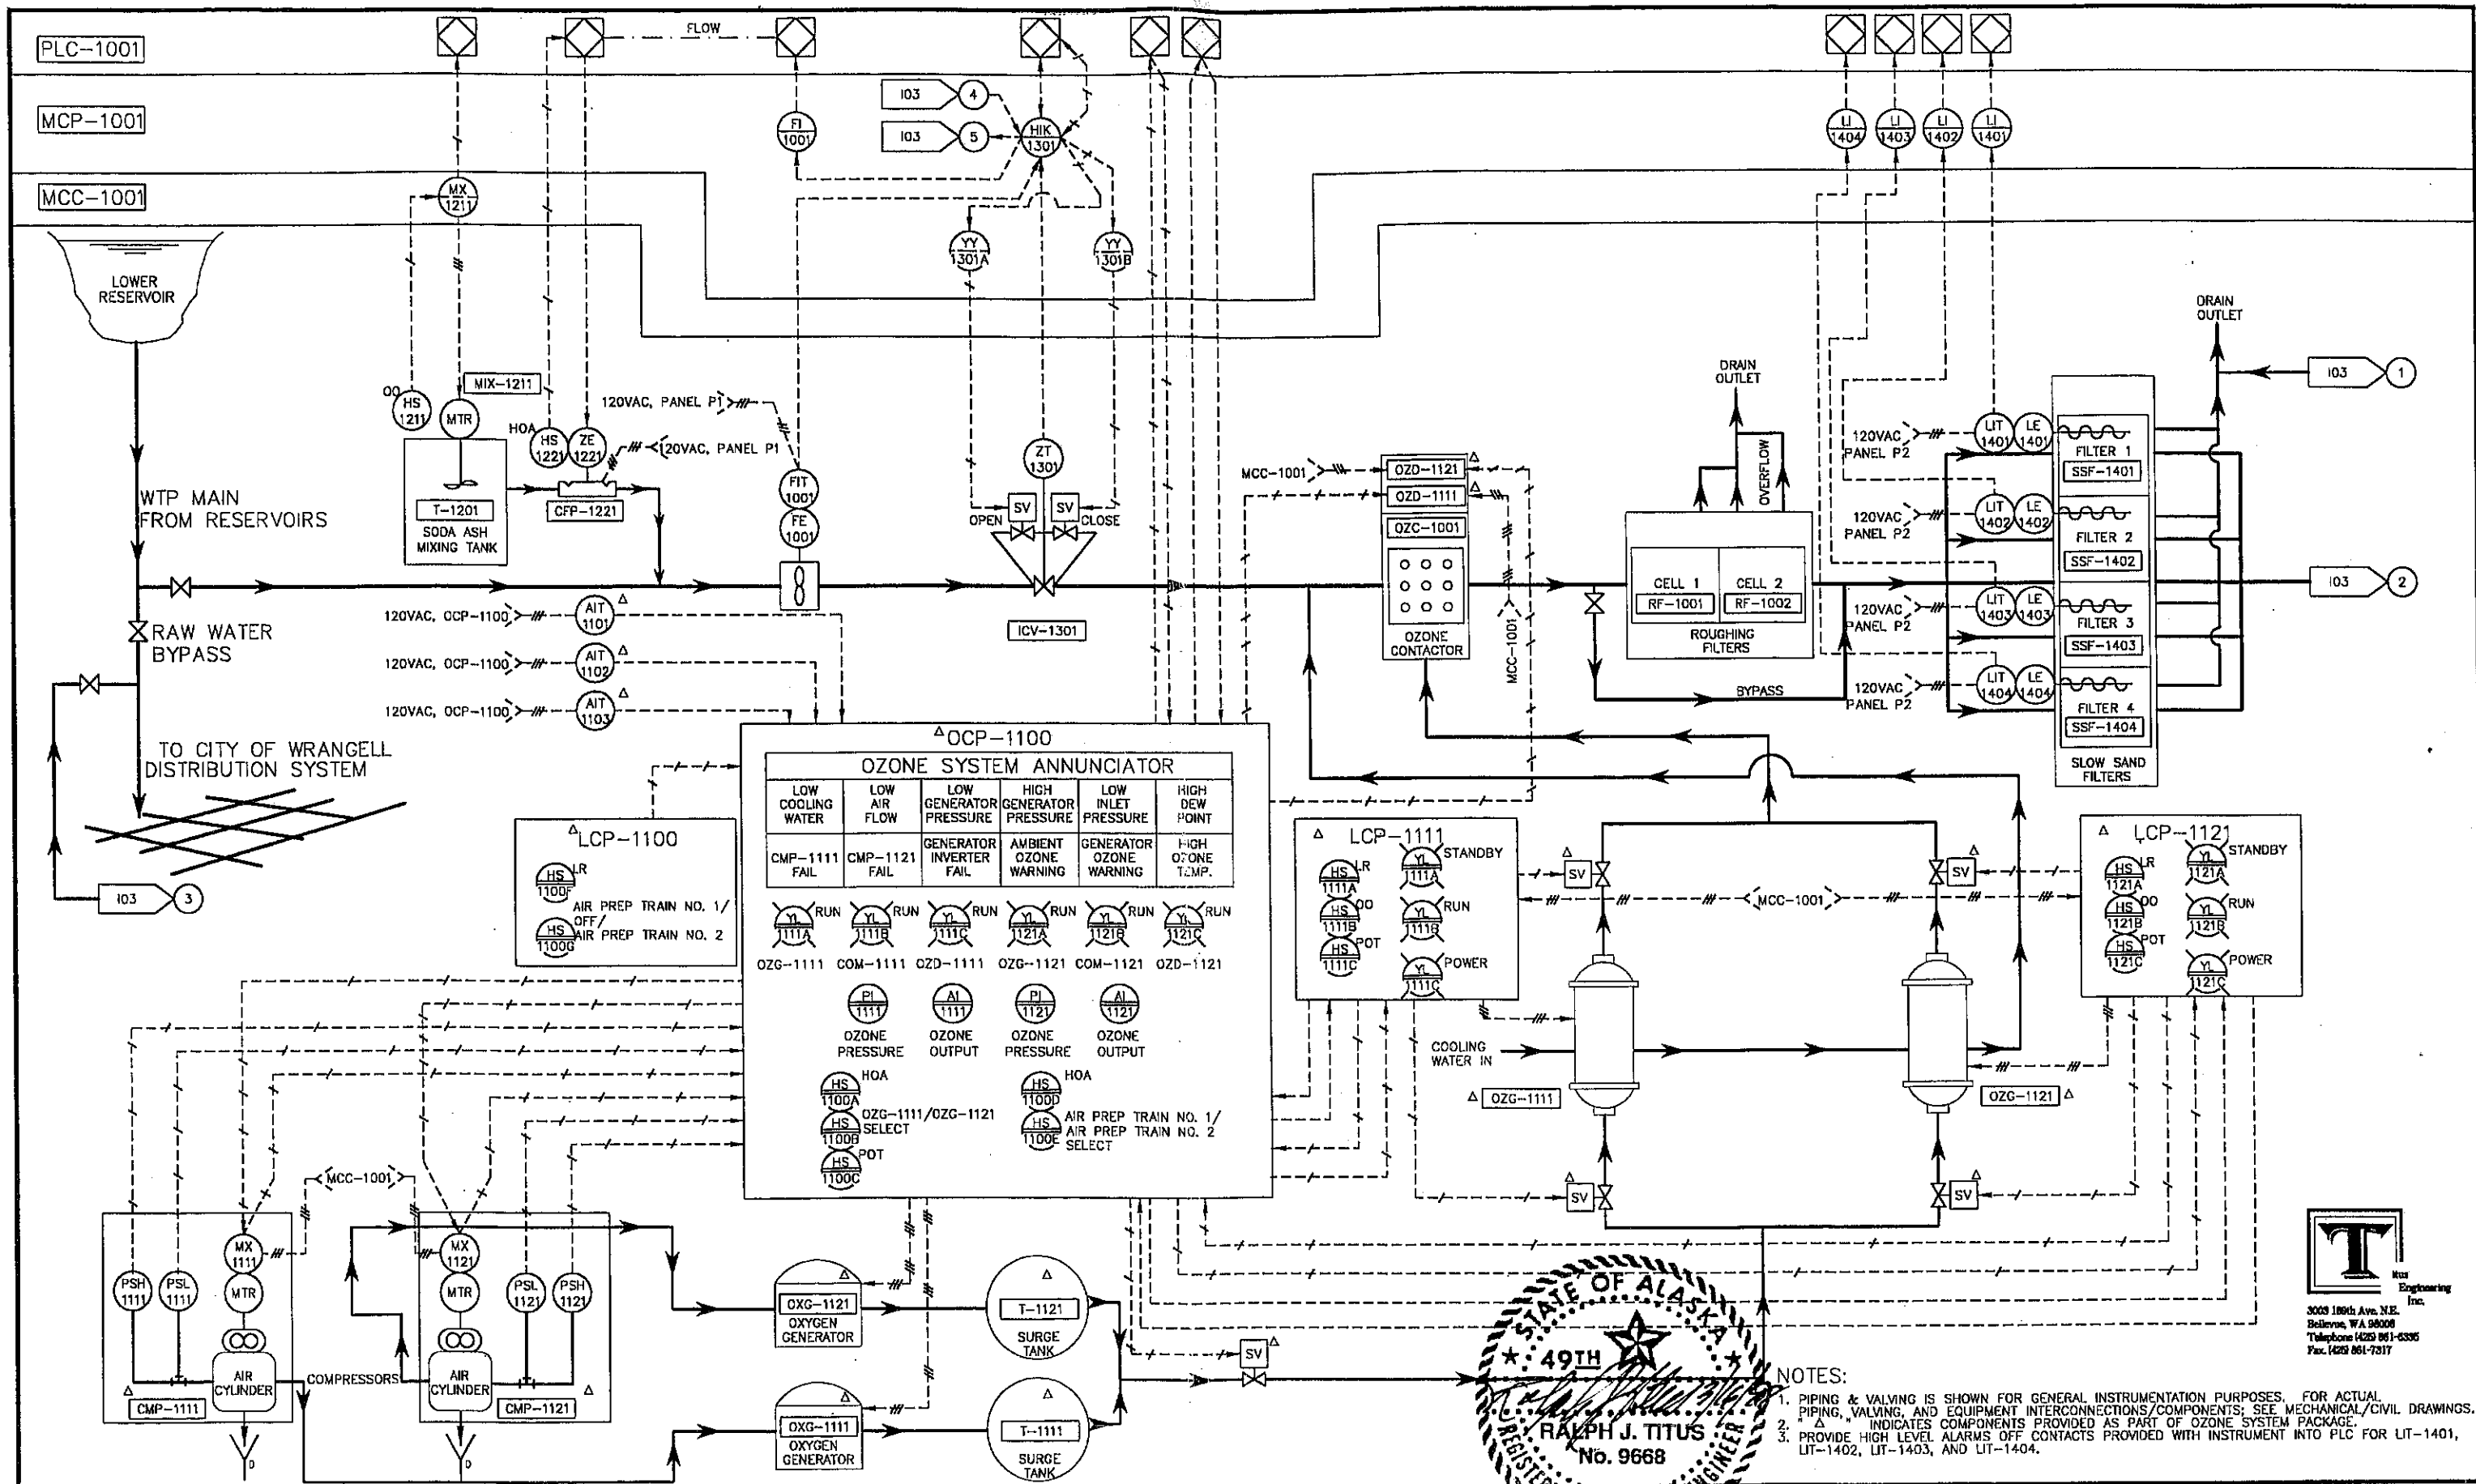 PLC-1001
FLOW
MCP-1001
FI
1001
103
4
103
5
HIK
1301
LI
1404
LI
1403
LI
1402
LI
1401
MCC-1001
MX
1211
YY
1301A
YY
1301B
LOWER
RESERVOIR
DRAIN
OUTLET
103
1
OO
HS
1211
MIX-1211
MTR
HOA
HS
1221
ZE
1221
120VAC, PANEL P1
120VAC, PANEL P1
T-1201
SODA ASH
MIXING TANK
CFP-1221
WTP MAIN
FROM RESERVOIRS
FIT
1001
FE
1001
ZT
1301
OPEN
SV
SV
CLOSE
ICV-1301
MCC-1001
OZD-1121
Δ
OZD-1111
Δ
OZC-1001
OZONE
CONTACTOR
MCC-1001
DRAIN
OUTLET
OVERFLOW
CELL 1
RF-1001
CELL 2
RF-1002
ROUGHING
FILTERS
BYPASS
120VAC
PANEL P2
LIT
1401
LE
1401
FILTER 1
SSF-1401
120VAC
PANEL P2
LIT
1402
LE
1402
FILTER 2
SSF-1402
103
2
120VAC
PANEL P2
LIT
1403
LE
1403
FILTER 3
SSF-1403
120VAC
PANEL P2
LIT
1404
LE
1404
FILTER 4
SSF-1404
SLOW SAND
FILTERS
RAW WATER
BYPASS
120VAC, OCP-1100
AIT
1101
Δ
120VAC, OCP-1100
AIT
1102
Δ
120VAC, OCP-1100
AIT
1103
Δ
TO CITY OF WRANGELL
DISTRIBUTION SYSTEM
103
3
Δ LCP-1100
HS
1100F
LR
AIR PREP TRAIN NO. 1/
OFF/
AIR PREP TRAIN NO. 2
HS
1100G
Δ OCP-1100
OZONE SYSTEM ANNUNCIATOR
LOW
COOLING
WATER
LOW
AIR
FLOW
LOW
GENERATOR
PRESSURE
HIGH
GENERATOR
PRESSURE
LOW
INLET
PRESSURE
HIGH
DEW
POINT
CMP-1111
FAIL
CMP-1121
FAIL
GENERATOR
INVERTER
FAIL
AMBIENT
OZONE
WARNING
GENERATOR
OZONE
WARNING
HIGH
OZONE
TEMP.
YL
1111A
RUN
YL
1111B
RUN
YL
1111C
RUN
YL
1121A
RUN
YL
1121B
RUN
YL
1121C
RUN
OZG-1111
COM-1111
OZD-1111
OZG-1121
COM-1121
OZD-1121
PI
1111
AI
1111
PI
1121
AI
1121
OZONE
PRESSURE
OZONE
OUTPUT
OZONE
PRESSURE
OZONE
OUTPUT
HS
1100A
HOA
HS
1100B
OZG-1111/OZG-1121
SELECT
HS
1100C
POT
HS
1100D
HOA
HS
1100E
AIR PREP TRAIN NO. 1/
AIR PREP TRAIN NO. 2
SELECT
Δ LCP-1111
HS
1111A
LR
HS
1111B
OO
HS
1111C
POT
YL
1111A
STANDBY
YL
1111B
RUN
YL
1111C
POWER
Δ
SV
MCC-1001
SV
Δ
Δ LCP-1121
HS
1121A
LR
HS
1121B
OO
HS
1121C
POT
YL
1121A
STANDBY
YL
1121B
RUN
YL
1121C
POWER
COOLING
WATER IN
Δ OZG-1111
OZG-1121 Δ
Δ
SV
SV
Δ
MCC-1001
MX
1111
MTR
PSH
1111
PSL
1111
AIR
CYLINDER
Δ
CMP-1111
D
COMPRESSORS
MX
1121
MTR
PSL
1121
PSH
1121
AIR
CYLINDER
Δ
CMP-1121
D
Δ
OXG-1121
OXYGEN
GENERATOR
Δ
T-1121
SURGE
TANK
Δ
OXG-1111
OXYGEN
GENERATOR
Δ
T-1111
SURGE
TANK
SV
Δ
STATE OF ALASKA
49TH
RALPH J. TITUS
No. 9668
ENGINEER
T
itus
Engineering
Inc.
3003 169th Ave. N.E.
Bellevue, WA 98008
Telephone (425) 861-6335
Fax. (425) 861-7317
NOTES:
1. PIPING & VALVING IS SHOWN FOR GENERAL INSTRUMENTATION PURPOSES. FOR ACTUAL
PIPING, VALVING, AND EQUIPMENT INTERCONNECTIONS/COMPONENTS; SEE MECHANICAL/CIVIL DRAWINGS.
2. " Δ " INDICATES COMPONENTS PROVIDED AS PART OF OZONE SYSTEM PACKAGE.
3. PROVIDE HIGH LEVEL ALARMS OFF CONTACTS PROVIDED WITH INSTRUMENT INTO PLC FOR LIT-1401,
LIT-1402, LIT-1403, AND LIT-1404.